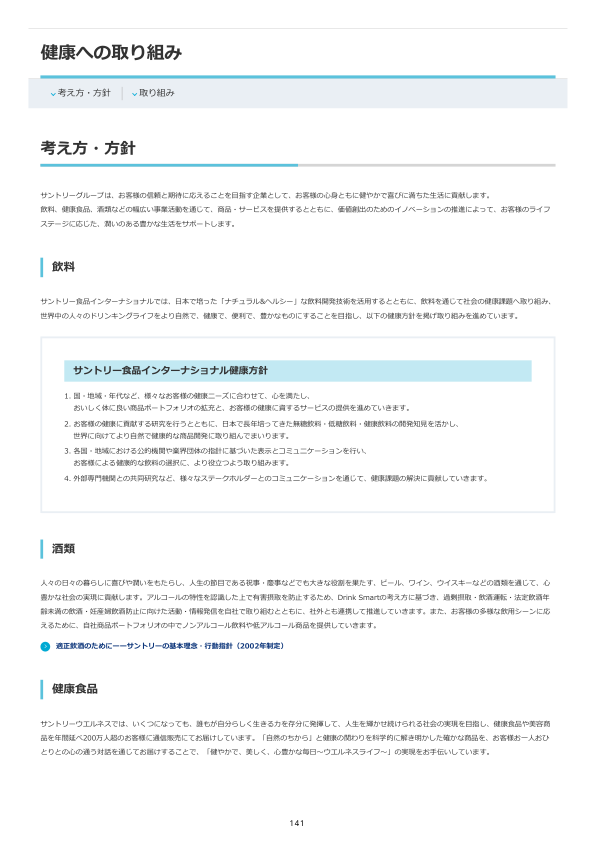 健康への取り組み
考え方・方針
取り組み
考え方・方針
サントリーグループは、お客様の信頼と期待に応えることを目指す企業として、お客様の心身ともに健やかで喜びに満ちた生活に貢献します。
飲料、健康食品、酒類などの幅広い事業活動を通じて、商品・サービスを提供するとともに、価値創出のためのイノベーションの推進によって、お客様のライフ
ステージに応じた、潤いのある豊かな生活をサポートします。
飲料
サントリー食品インターナショナルでは、日本で培った「ナチュラル&ヘルシー」な飲料開発技術を活用するとともに、飲料を通じて社会の健康課題へ取り組み、
世界中の人々のドリンキングライフをより自然で、健康で、便利で、豊かなものにすることを目指し、以下の健康方針を掲げ取り組みを進めています。
サントリー食品インターナショナル健康方針
1. 国・地域・年代など、様々なお客様の健康ニーズに合わせて、心を満たし、
おいしく体に良い商品ポートフォリオの拡充と、お客様の健康に資するサービスの提供を進めていきます。
2. お客様の健康に貢献する研究を行うとともに、日本で長年培ってきた無糖飲料・低糖飲料・健康飲料の開発知見を活かし、
世界に向けてより自然で健康的な商品開発に取り組んでまいります。
3. 各国・地域における公的機関や業界団体の指針に基づいた表示とコミュニケーションを行い、
お客様による健康的な飲料の選択に、より役立つよう取り組みます。
4. 外部専門機関との共同研究など、様々なステークホルダーとのコミュニケーションを通じて、健康課題の解決に貢献していきます。
酒類
人々の日々の暮らしに喜びや潤いをもたらし、人生の節目である祝事・慶事などでも大きな役割を果たす、ビール、ワイン、ウイスキーなどの酒類を通じて、心
豊かな社会の実現に貢献します。アルコールの特性を認識した上で有害摂取を防止するため、Drink Smartの考え方に基づき、過剰摂取・飲酒運転・法定飲酒年
齢未満の飲酒・妊産婦飲酒防止に向けた活動・情報発信を自社で取り組むとともに、社外とも連携して推進していきます。また、お客様の多様な飲用シーンに応
えるために、自社商品ポートフォリオの中でノンアルコール飲料や低アルコール商品を提供していきます。
適正飲酒のためにーーサントリーの基本理念・行動指針（2002年制定）
健康食品
サントリーウエルネスでは、いくつになっても、誰もが自分らしく生きる力を存分に発揮して、人生を輝かせ続けられる社会の実現を目指し、健康食品や美容商
品を年間延べ200万人超のお客様に通信販売にてお届けしています。「自然のちから」と健康の関わりを科学的に解き明かした確かな商品を、お客様お一人おひ
とりとの心の通う対話を通じてお届けすることで、「健やかで、美しく、心豊かな毎日～ウエルネスライフ～」の実現をお手伝いしています。
141